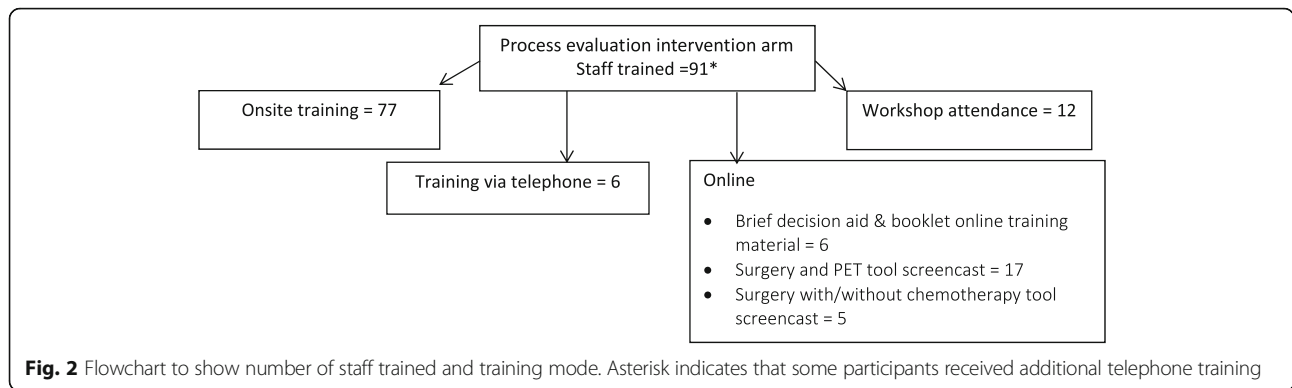 Process evaluation intervention arm
Staff trained =91*
Onsite training = 77
Workshop attendance = 12
Training via telephone = 6
Online
• Brief decision aid & booklet online training
material = 6
• Surgery and PET tool screencast = 17
• Surgery with/without chemotherapy tool
screencast = 5
Fig. 2 Flowchart to show number of staff trained and training mode. Asterisk indicates that some participants received additional telephone training